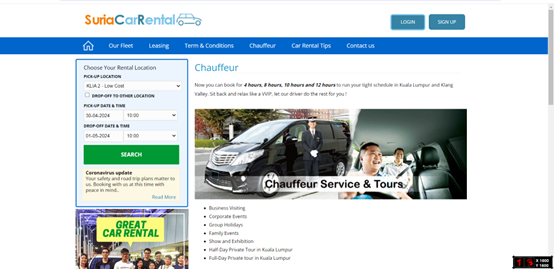 SuriaCarRental
LOGIN
SIGN UP
Our Fleet
Leasing
Term & Conditions
Chauffeur
Car Rental Tips
Contact us
Choose Your Rental Location
PICK-UP LOCATION
KLIA 2 - Low Cost
DROP-OFF TO OTHER LOCATION
PICK-UP DATE & TIME
30-04-2024
10:00
DROP-OFF DATE & TIME
01-05-2024
10:00
SEARCH
Coronavirus update
Your safety and road trip plans matter to
us. Booking with us at this time with
peace in mind..
Read More
GREAT
CAR RENTAL
Chauffeur
Now you can book for 4 hours, 8 hours, 10 hours and 12 hours to run your tight schedule in Kuala Lumpur and Klang
Valley. Sit back and relax like a VVIP, let our driver do the rest for you !
Chauffeur Service & Tours
Business Visiting
Corporate Events
Group Holidays
Family Events
Show and Exhibition
Half-Day Private Tour in Kuala Lumpur
Full-Day Private tour in Kuala Lumpur